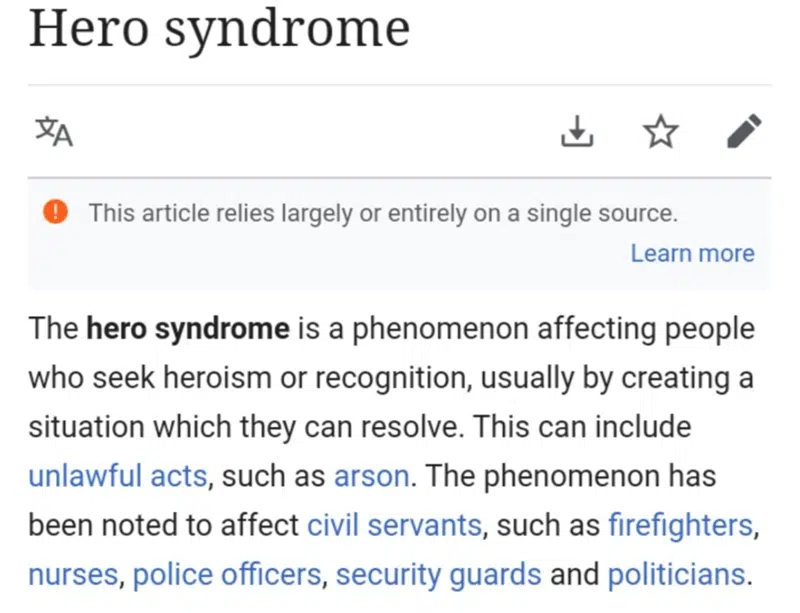 Hero syndrome
This article relies largely or entirely on a single source.
Learn more
The hero syndrome is a phenomenon affecting people
who seek heroism or recognition, usually by creating a
situation which they can resolve. This can include
unlawful acts, such as arson. The phenomenon has
been noted to affect civil servants, such as firefighters,
nurses, police officers, security guards and politicians.